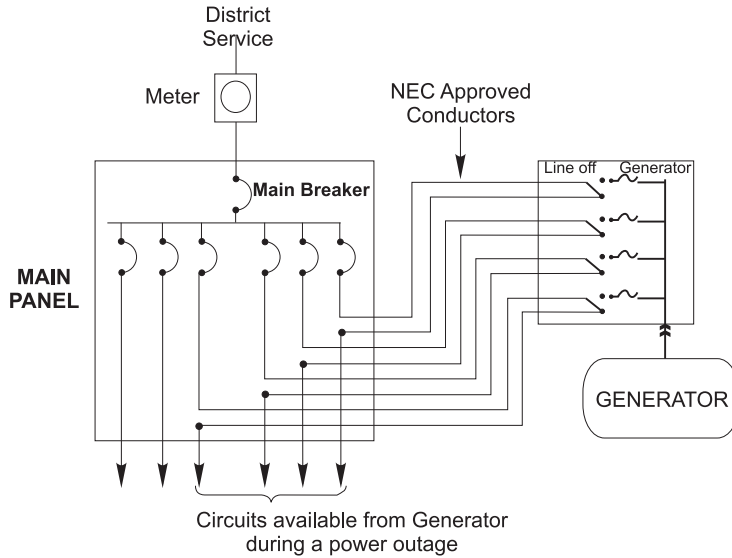 District
Service
Meter
NEC Approved
Conductors
Line off
Generator
Main Breaker
MAIN
PANEL
GENERATOR
Circuits available from Generator
during a power outage